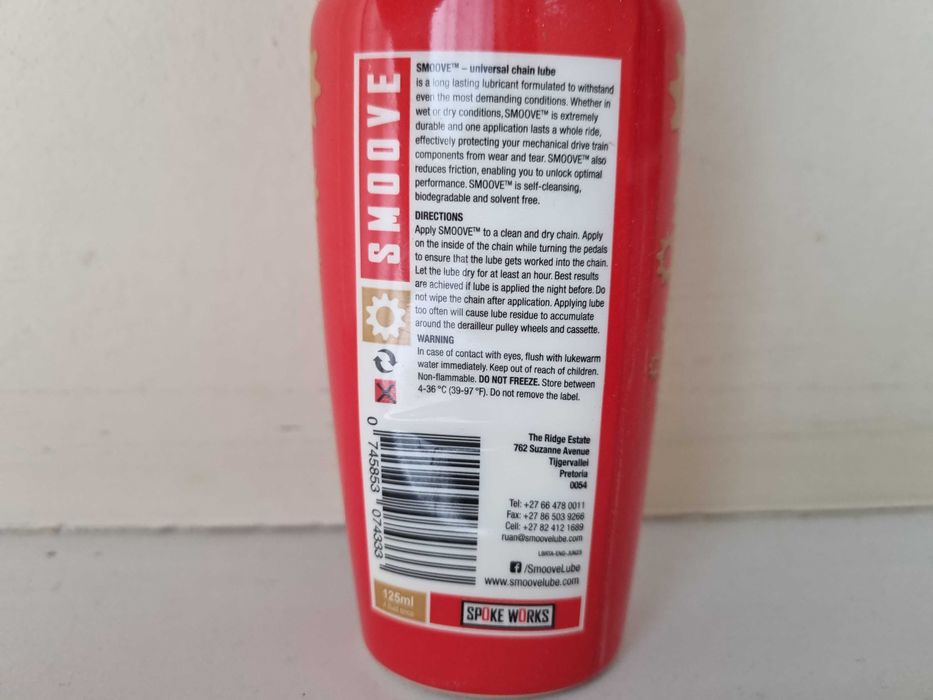 SMOOVE
SMOOVE™ – universal chain lube
is a long lasting lubricant formulated to withstand
even the most demanding conditions. Whether in
wet or dry conditions, SMOOVE™ is extremely
durable and one application lasts a whole ride,
effectively protecting your mechanical drive train
components from wear and tear. SMOOVE™ also
reduces friction, enabling you to unlock optimal
performance. SMOOVE™ is self-cleansing,
biodegradable and solvent free.
DIRECTIONS
Apply SMOOVE™ to a clean and dry chain. Apply
on the inside of the chain while turning the pedals
to ensure that the lube gets worked into the chain.
Let the lube dry for at least an hour. Best results
are achieved if lube is applied the night before. Do
not wipe the chain after application. Applying lube
too often will cause lube residue to accumulate
around the derailleur pulley wheels and cassette.
WARNING
In case of contact with eyes, flush with lukewarm
water immediately. Keep out of reach of children.
Non-flammable. DO NOT FREEZE. Store between
4-36 °C (39-97 °F). Do not remove the label.
0 745853 074333
The Ridge Estate
762 Suzanne Avenue
Tijgervallei
Pretoria
0054
Tel: +27 66 478 0011
Fax: +27 86 503 9266
Cell: +27 82 412 1689
ruan@smoovelube.com
/SmooveLube
www.smoovelube.com
125ml
SPOKE WORKS